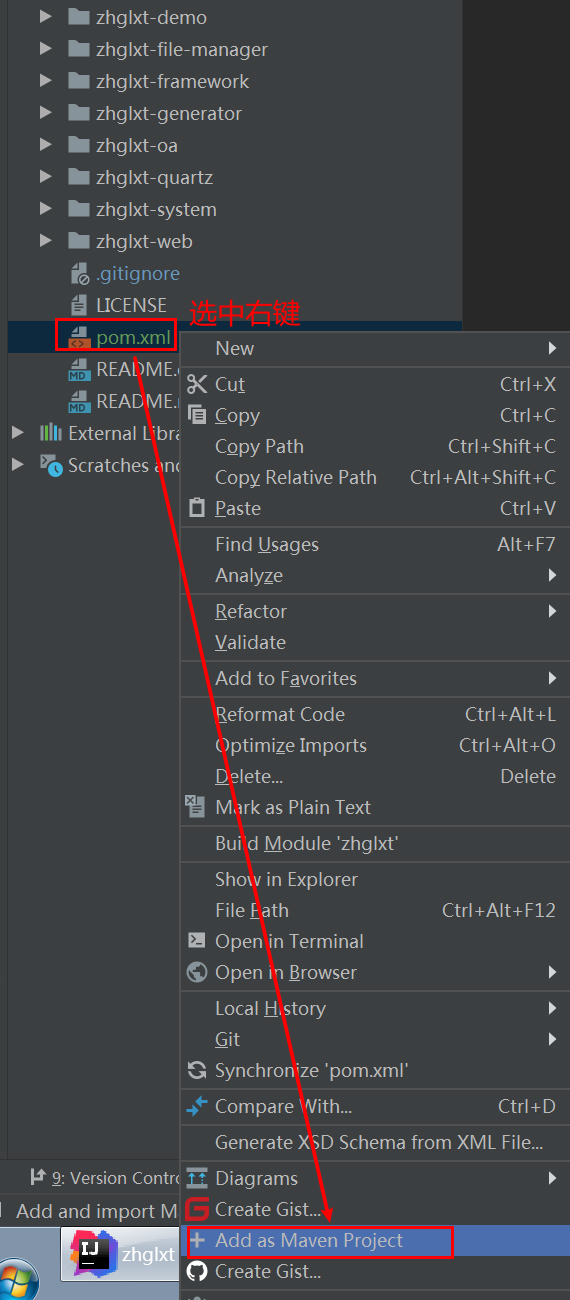 zhglxt-demo
zhglxt-file-manager
zhglxt-framework
zhglxt-generator
zhglxt-oa
zhglxt-quartz
zhglxt-system
zhglxt-web
.gitignore
LICENSE
选中右键
pom.xml
README.
README.
External Libra
Scratches and
New
Cut Ctrl+X
Copy Ctrl+C
Copy Path Ctrl+Shift+C
Copy Relative Path Ctrl+Alt+Shift+C
Paste Ctrl+V
Find Usages Alt+F7
Analyze
Refactor
Validate
Add to Favorites
Reformat Code Ctrl+Alt+L
Optimize Imports Ctrl+Alt+O
Delete... Delete
Mark as Plain Text
Build Module 'zhglxt'
Show in Explorer
File Path Ctrl+Alt+F12
Open in Terminal
Open in Browser
Local History
Git
Synchronize 'pom.xml'
Compare With... Ctrl+D
Generate XSD Schema from XML File...
Diagrams
Create Gist...
Add as Maven Project
Create Gist...
9: Version Contro
Add and import M
IJ zhglxt